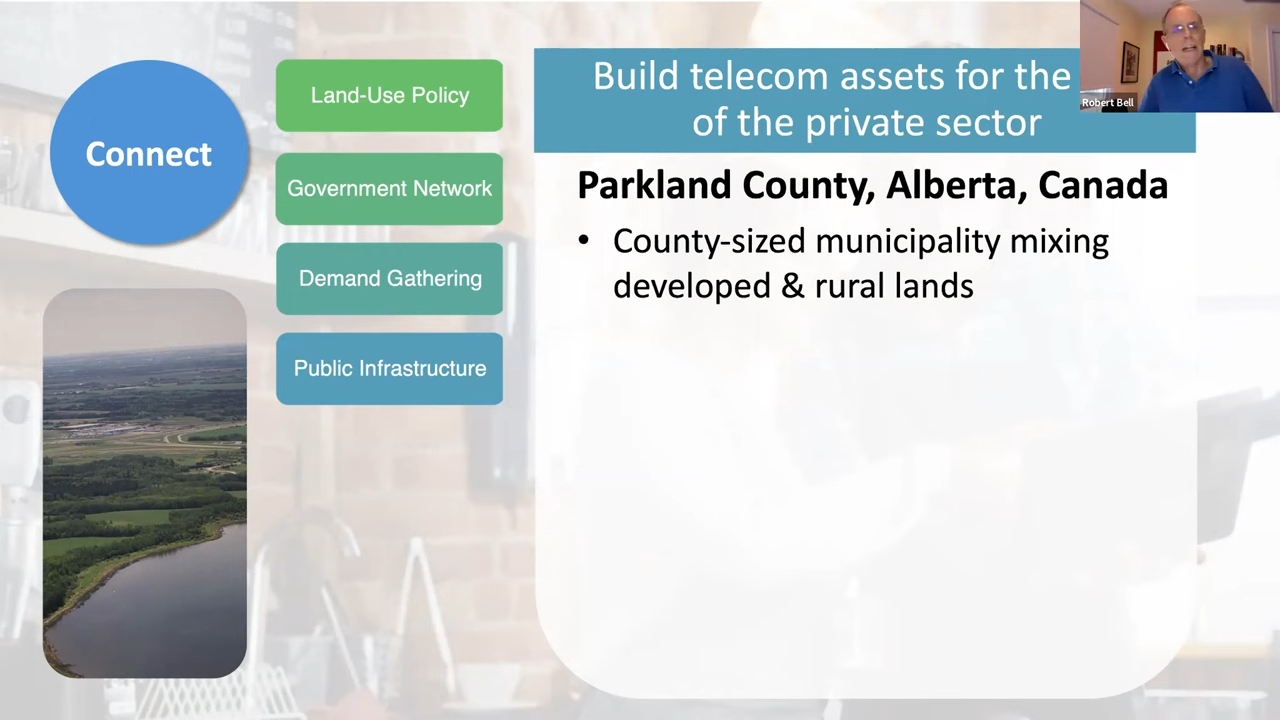 Connect
Land-Use Policy
Government Network
Demand Gathering
Public Infrastructure
Build telecom assets for the
of the private sector
Parkland County, Alberta, Canada
• County-sized municipality mixing
developed & rural lands
Robert Bell